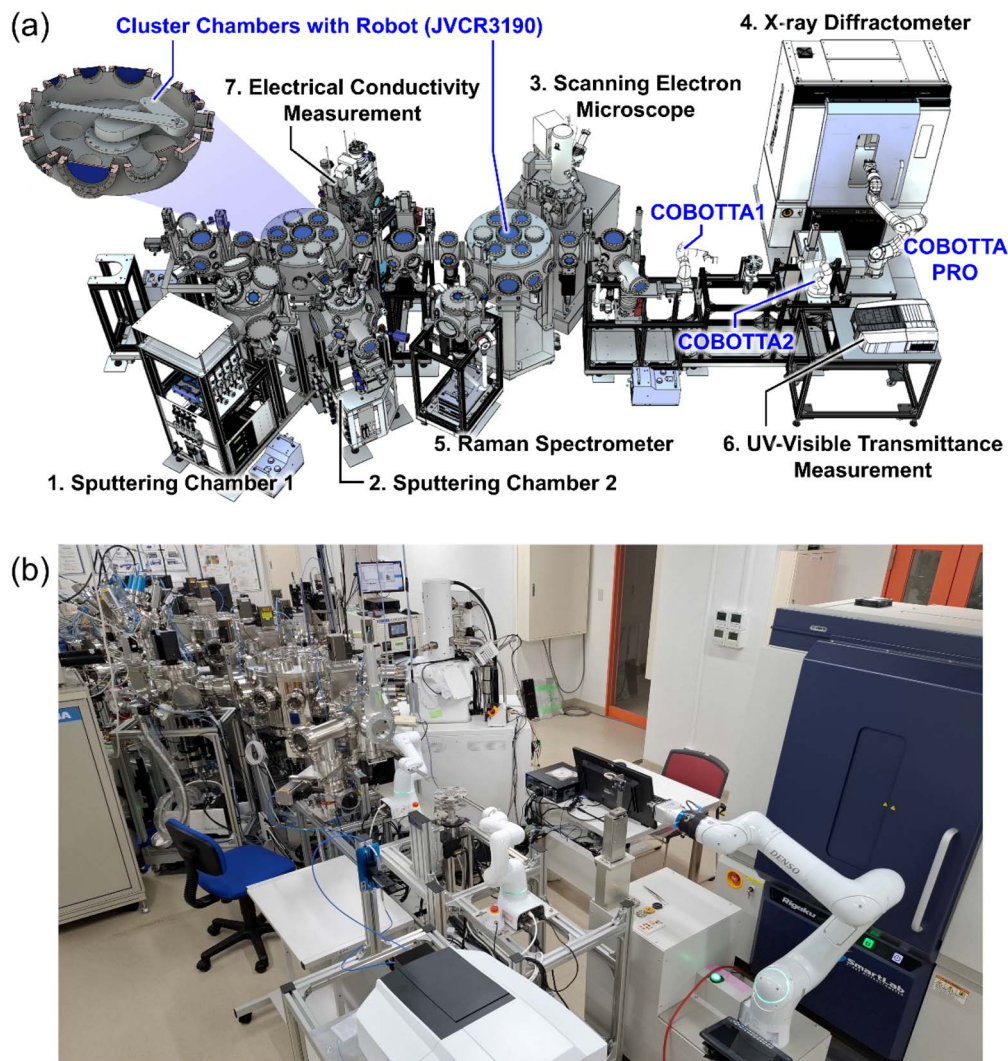 (a)
Cluster Chambers with Robot (JVCR3190)
4. X-ray Diffractometer
7. Electrical Conductivity
Measurement
3. Scanning Electron
Microscope
COBOTTA1
COBOTTA
PRO
COBOTTA2
5. Raman Spectrometer
6. UV-Visible Transmittance
Measurement
1. Sputtering Chamber 1
2. Sputtering Chamber 2
(b)
DENSO
Rigaku
SmartLab